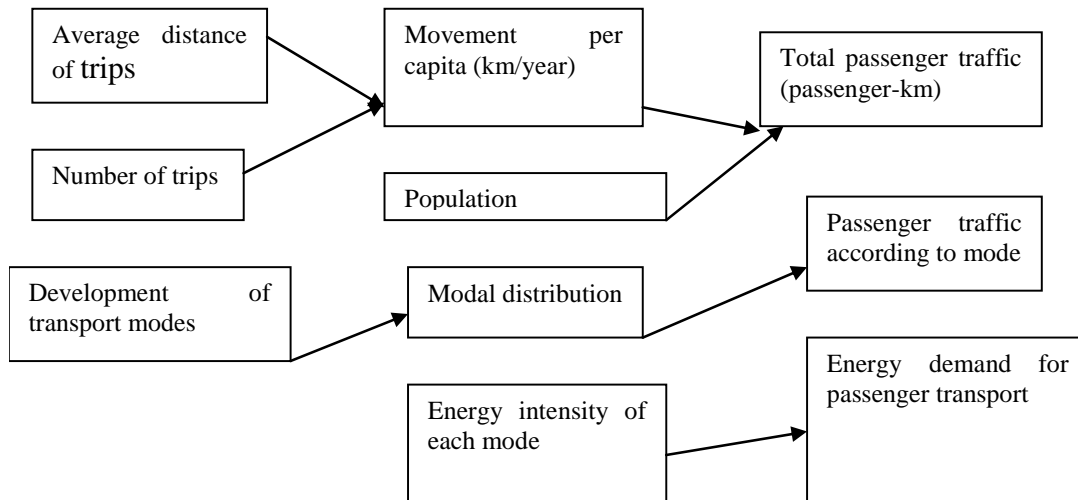 Average distance
of trips
Movement per
capita (km/year)
Total passenger traffic
(passenger-km)
Number of trips
Population
Passenger traffic
according to mode
Development of
transport modes
Modal distribution
Energy intensity of
each mode
Energy demand for
passenger transport